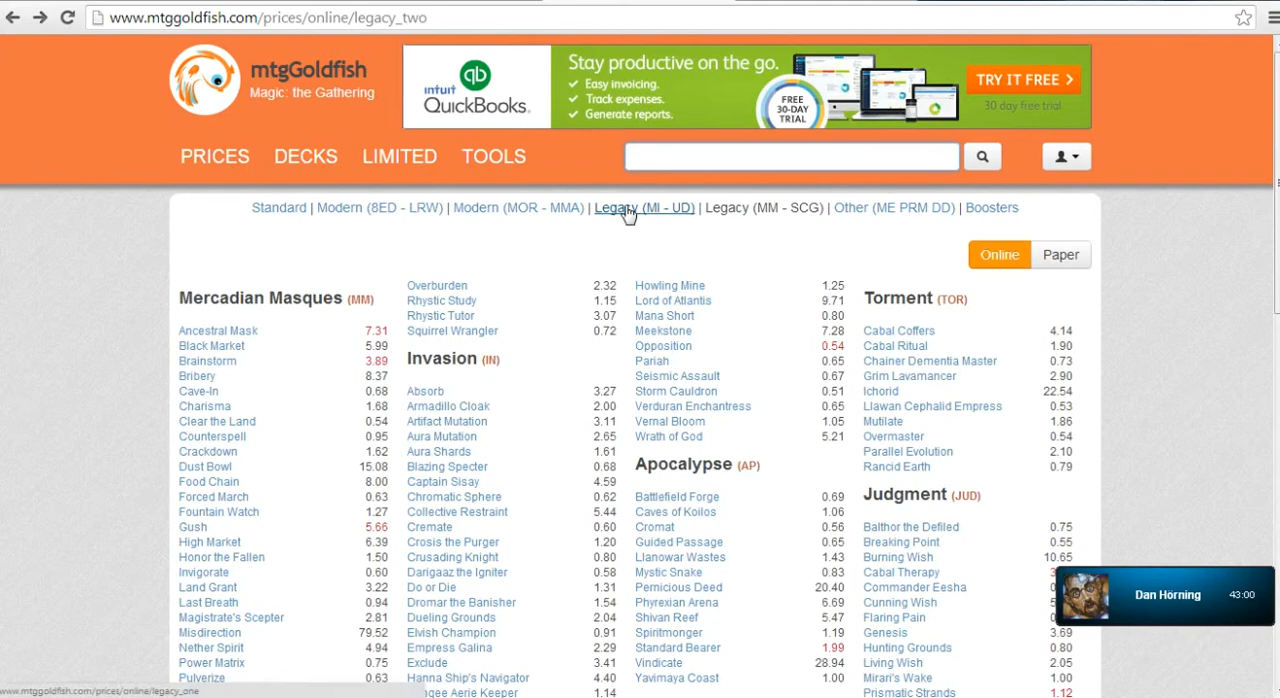 www.mtggoldfish.com/prices/online/legacy_two
mtgGoldfish
Magic: the Gathering
intuit
qb
QuickBooks.
Stay productive on the go.
✓ Easy invoicing.
✓ Track expenses.
✓ Generate reports.
FREE
30-DAY
TRIAL
TRY IT FREE >
30 day free trial
PRICES DECKS LIMITED TOOLS
Standard | Modern (8ED - LRW) | Modern (MOR - MMA) | Legacy (MI - UD) | Legacy (MM - SCG) | Other (ME PRM DD) | Boosters
Online Paper
Mercadian Masques (MM)
Ancestral Mask 7.31
Black Market 5.99
Brainstorm 3.89
Bribery 8.37
Cave-In 0.68
Charisma 1.68
Clear the Land 0.54
Counterspell 0.95
Crackdown 1.62
Dust Bowl 15.08
Food Chain 8.00
Forced March 0.63
Fountain Watch 1.27
Gush 5.66
High Market 6.39
Honor the Fallen 1.50
Invigorate 0.60
Land Grant 3.22
Last Breath 0.94
Magistrate's Scepter 2.81
Misdirection 79.52
Nether Spirit 4.94
Power Matrix 0.75
Pulverize 0.63
Overburden 2.32
Rhystic Study 1.15
Rhystic Tutor 3.07
Squirrel Wrangler 0.72
Invasion (IN)
Absorb 3.27
Armadillo Cloak 2.00
Artifact Mutation 3.11
Aura Mutation 2.65
Aura Shards 1.61
Blazing Specter 0.68
Captain Sisay 4.59
Chromatic Sphere 0.62
Collective Restraint 5.44
Cremate 0.60
Crosis the Purger 1.20
Crusading Knight 0.80
Darigaaz the Igniter 0.58
Do or Die 1.31
Dromar the Banisher 1.54
Dueling Grounds 2.04
Elvish Champion 0.91
Empress Galina 2.29
Exclude 3.41
Hanna Ship's Navigator 4.40
Kangee Aerie Keeper 1.14
Howling Mine 1.25
Lord of Atlantis 9.71
Mana Short 0.80
Meekstone 7.28
Opposition 0.54
Pariah 0.65
Seismic Assault 0.67
Storm Cauldron 0.51
Verduran Enchantress 0.65
Vernal Bloom 1.05
Wrath of God 5.21
Apocalypse (AP)
Battlefield Forge 0.69
Caves of Koilos 1.06
Cromat 0.56
Guided Passage 0.65
Llanowar Wastes 1.43
Mystic Snake 0.83
Pernicious Deed 20.40
Phyrexian Arena 6.69
Shivan Reef 5.47
Spiritmonger 1.19
Standard Bearer 1.99
Vindicate 28.94
Yavimaya Coast 1.00
Torment (TOR)
Cabal Coffers 4.14
Cabal Ritual 1.90
Chainer Dementia Master 0.73
Grim Lavamancer 2.90
Ichorid 22.54
Llawan Cephalid Empress 0.53
Mutilate 1.86
Overmaster 0.54
Parallel Evolution 2.10
Rancid Earth 0.79
Judgment (JUD)
Balthor the Defiled 0.75
Breaking Point 0.55
Burning Wish 10.65
Cabal Therapy
Commander Eesha
Cunning Wish
Flaring Pain
Genesis 3.69
Hunting Grounds 0.80
Living Wish 2.05
Mirari's Wake 1.00
Prismatic Strands 1.12
Dan Hörning 43:00
www.mtggoldfish.com/prices/online/legacy_one